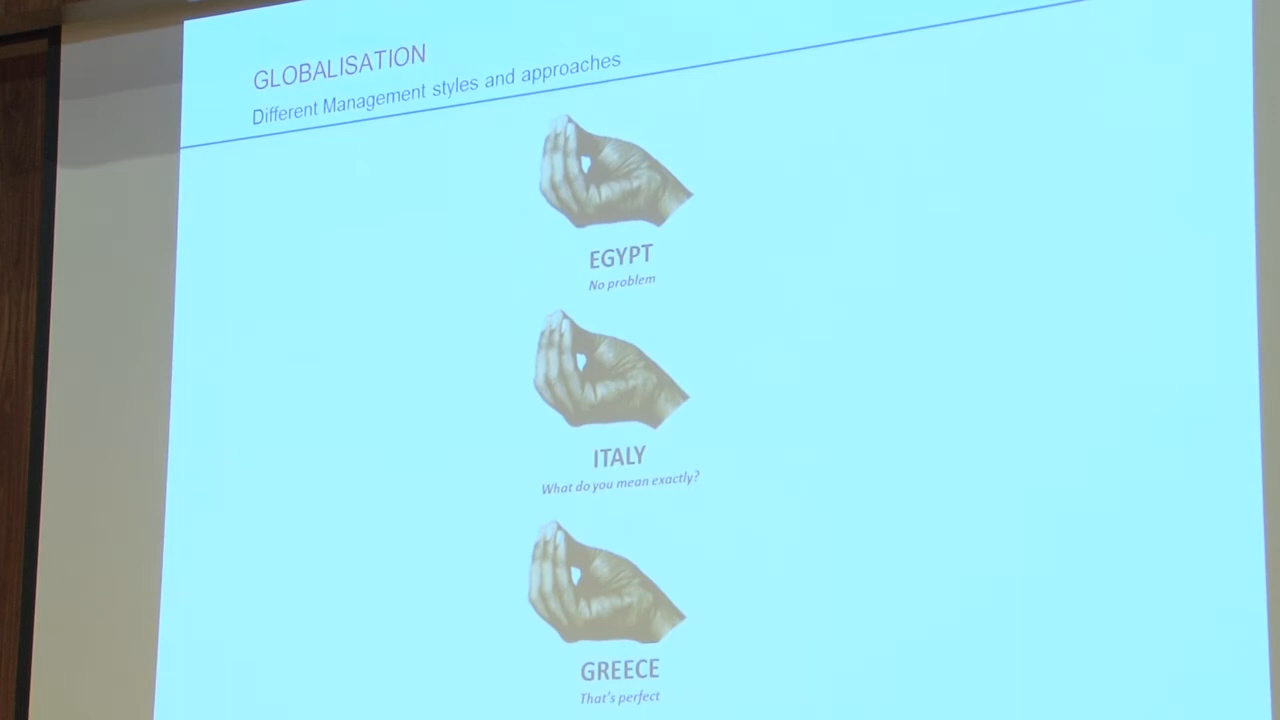 GLOBALISATION
Different Management styles and approaches
EGYPT
No problem
ITALY
What do you mean exactly?
GREECE
That's perfect